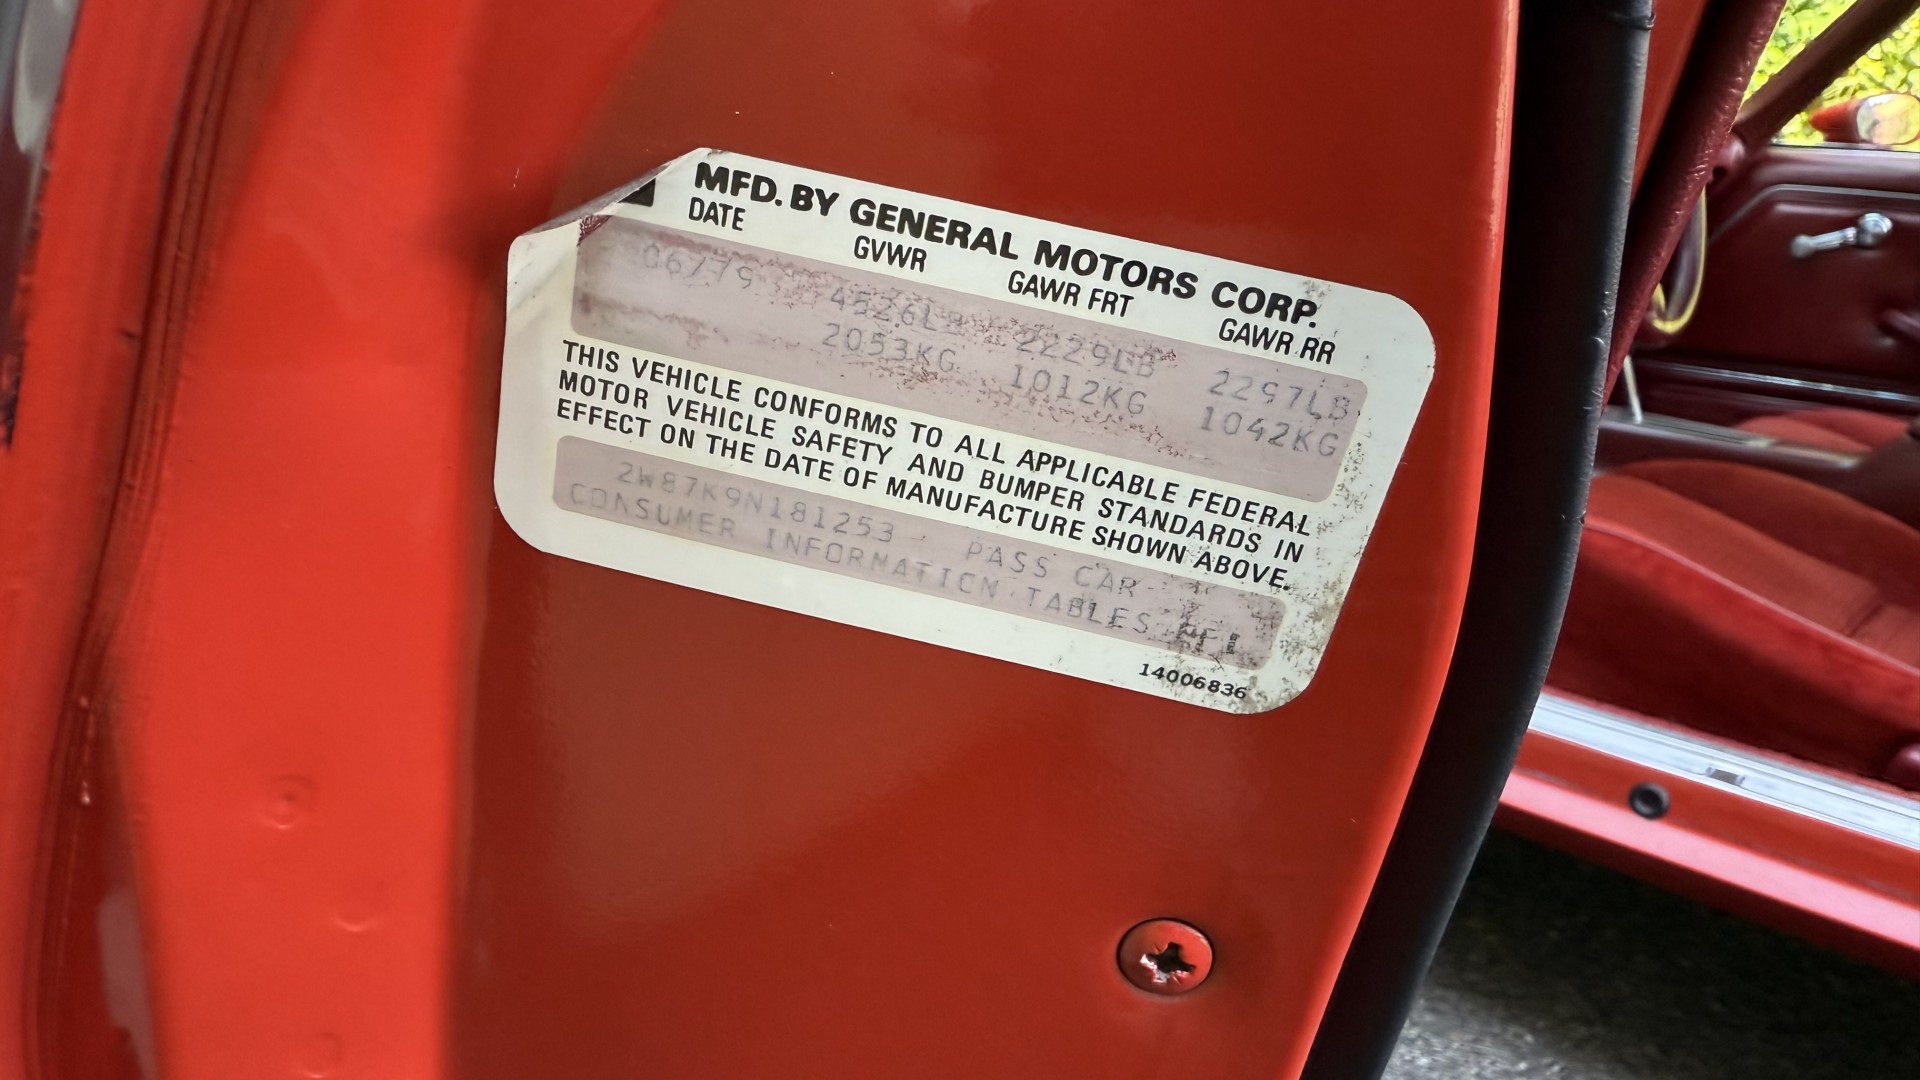 MFD. BY GENERAL MOTORS CORP.
DATE GVWR GAWR FRT GAWR RR
06/79 4526LB 2229LB 2297LB
2053KG 1012KG 1042KG
THIS VEHICLE CONFORMS TO ALL APPLICABLE FEDERAL
MOTOR VEHICLE SAFETY AND BUMPER STANDARDS IN
EFFECT ON THE DATE OF MANUFACTURE SHOWN ABOVE.
2W87K9N181253 PASS CAR
CONSUMER INFORMATION TABLES
14006836